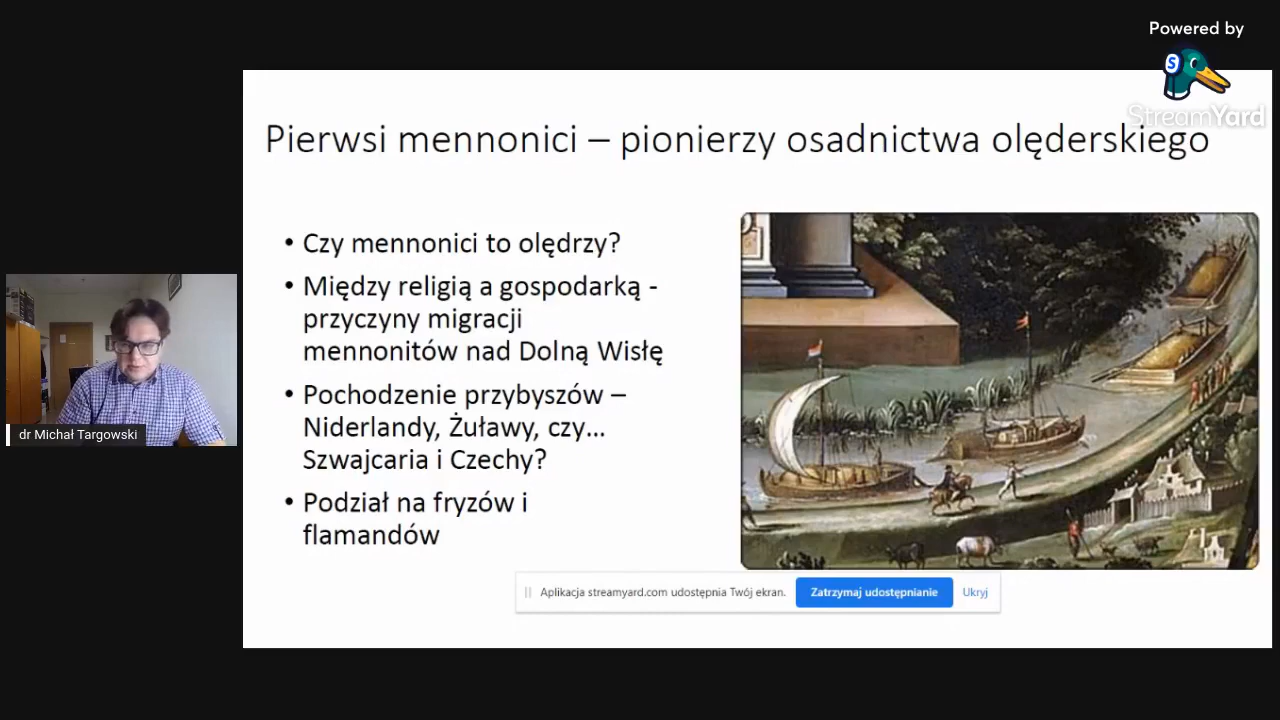 Powered by
S
StreamYard
Pierwsi mennonici – pionierzy osadnictwa olęderskiego
• Czy mennonici to olędrzy?
• Między religią a gospodarką -
przyczyny migracji
mennonitów nad Dolną Wisłę
• Pochodzenie przybyszów –
Niderlandy, Żuławy, czy...
Szwajcaria i Czechy?
• Podział na fryzów i
flamandów
dr Michał Targowski
Aplikacja streamyard.com udostępnia Twój ekran.
Zatrzymaj udostępnianie
Ukryj